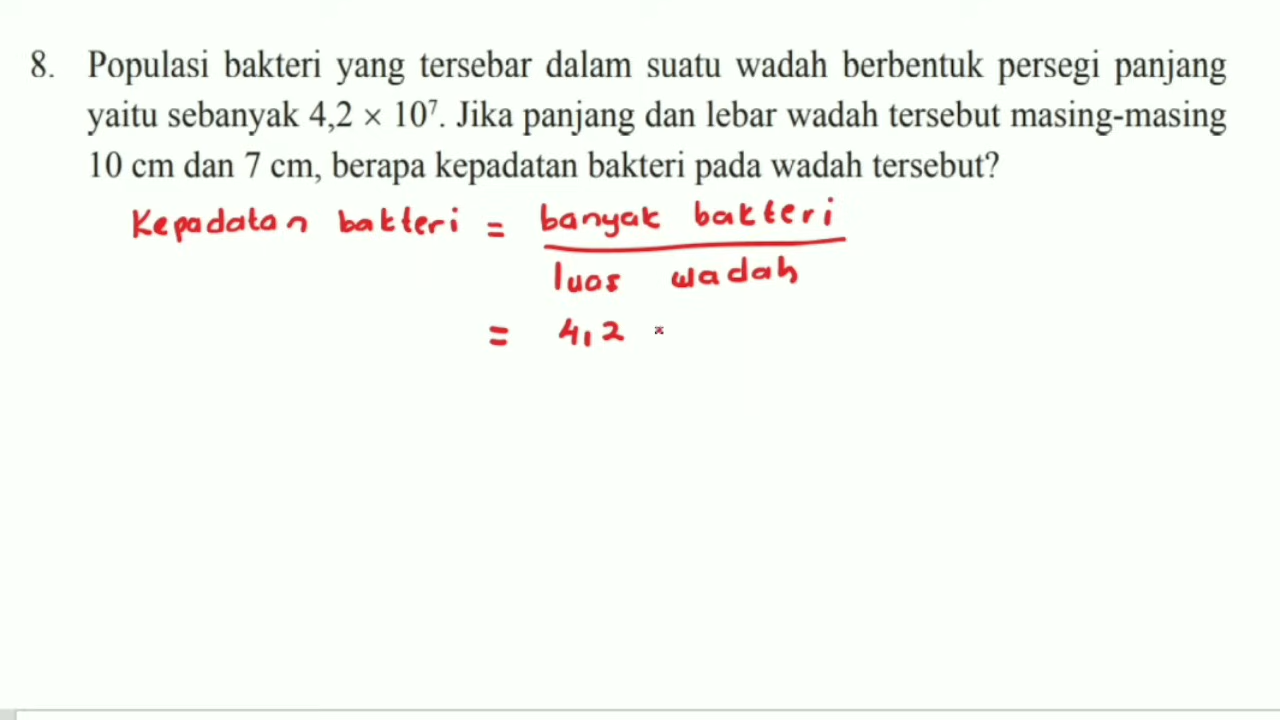 8. Populasi bakteri yang tersebar dalam suatu wadah berbentuk persegi panjang
yaitu sebanyak 4,2 × 10⁷. Jika panjang dan lebar wadah tersebut masing-masing
10 cm dan 7 cm, berapa kepadatan bakteri pada wadah tersebut?
Kepadatan bakteri = banyak bakteri
luas wadah
= 4,2